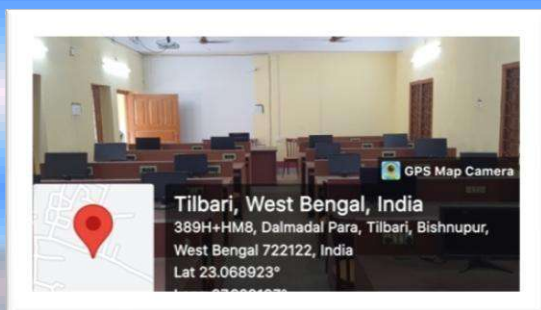 GPS Map Camera
Tilbari, West Bengal, India
389H+HM8, Dalmadal Para, Tilbari, Bishnupur,
West Bengal 722122, India
Lat 23.068923°